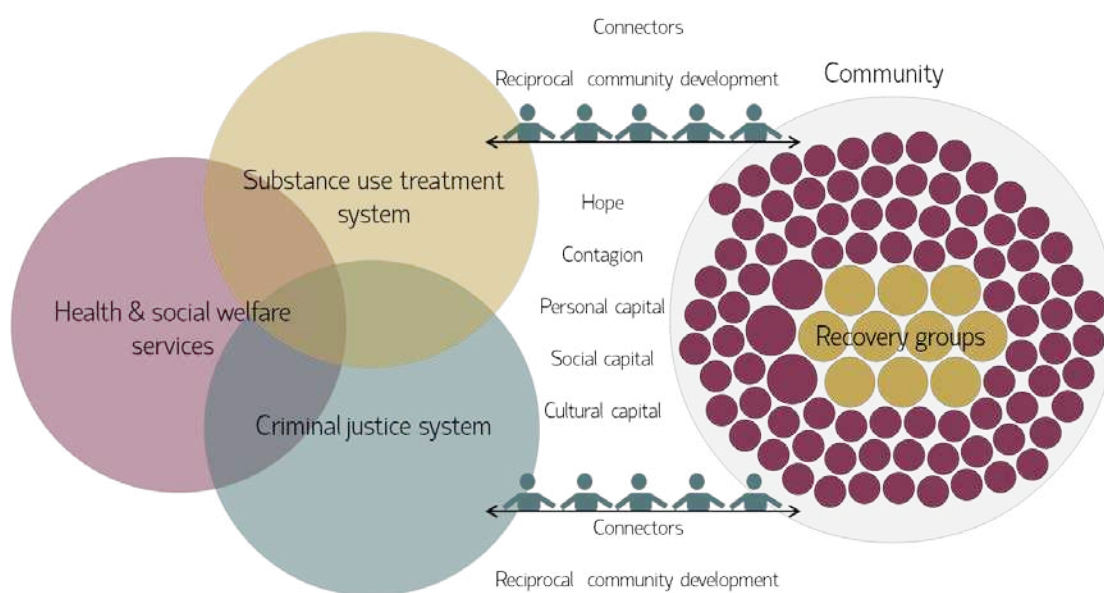 Connectors
Reciprocal community development
Community
Substance use treatment
system
Health & social welfare
services
Criminal justice system
Hope
Contagion
Personal capital
Social capital
Cultural capital
Recovery groups
Connectors
Reciprocal community development